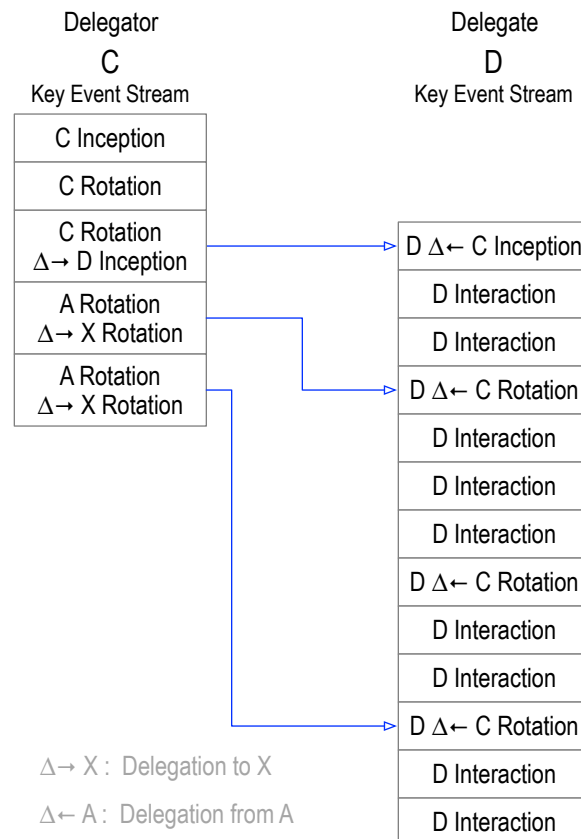 Delegator
C
Key Event Stream
C Inception
C Rotation
C Rotation
Δ→ D Inception
A Rotation
Δ→ X Rotation
A Rotation
Δ→ X Rotation
Δ→ X : Delegation to X
Δ← A : Delegation from A
Delegate
D
Key Event Stream
D Δ← C Inception
D Interaction
D Interaction
D Δ← C Rotation
D Interaction
D Interaction
D Interaction
D Δ← C Rotation
D Interaction
D Interaction
D Δ← C Rotation
D Interaction
D Interaction